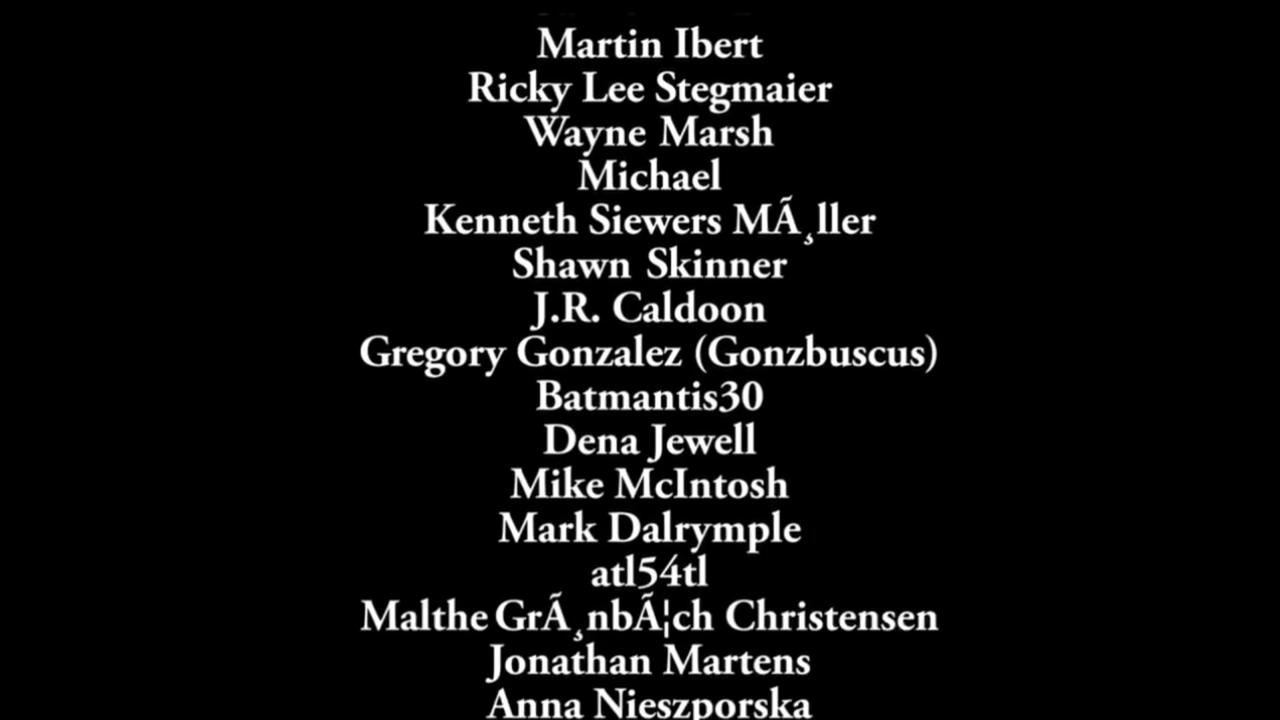 Martin Ibert
Ricky Lee Stegmaier
Wayne Marsh
Michael
Kenneth Siewers MÃ¸ller
Shawn Skinner
J.R. Caldoon
Gregory Gonzalez (Gonzbuscus)
Batmantis30
Dena Jewell
Mike McIntosh
Mark Dalrymple
atl54tl
Malthe GrÃ¸nbÃ¦ch Christensen
Jonathan Martens
Anna Nieszporska